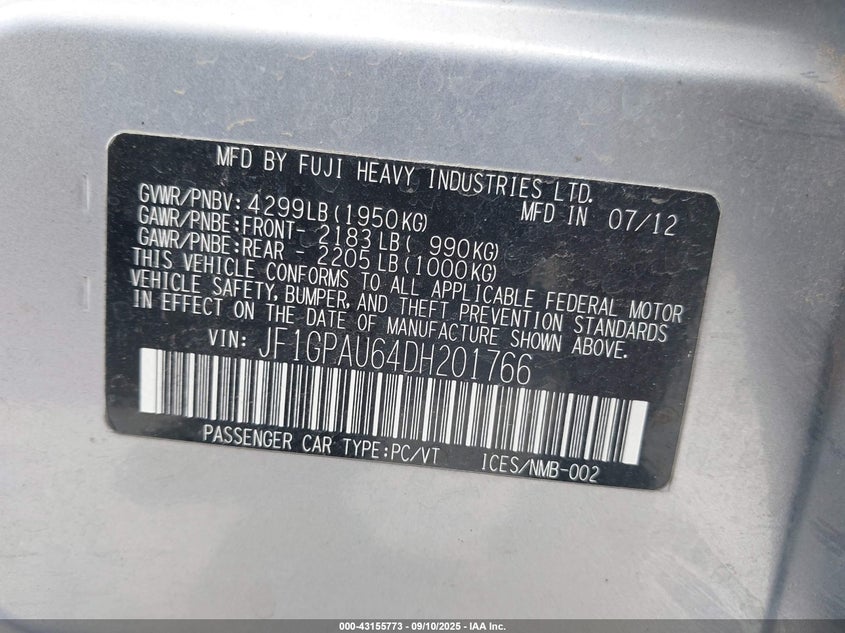 MFD BY FUJI HEAVY INDUSTRIES LTD.
GVWR/PNBV: 4299LB(1950KG) MFD IN 07/12
GAWR/PNBE:FRONT- 2183LB( 990KG)
GAWR/PNBE:REAR - 2205LB(1000KG)
THIS VEHICLE CONFORMS TO ALL APPLICABLE FEDERAL MOTOR
VEHICLE SAFETY, BUMPER, AND THEFT PREVENTION STANDARDS
IN EFFECT ON THE DATE OF MANUFACTURE SHOWN ABOVE.
VIN: JF1GPAU64DH201766
PASSENGER CAR TYPE:PC/VT ICES/NMB-002
000-43155773 - 09/10/2025 - IAA Inc.